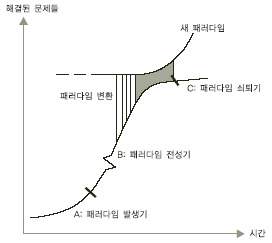 해결된 문제들
새 패러다임
패러다임 변환
C: 패러다임 쇠퇴기
B: 패러다임 전성기
A: 패러다임 발생기
시간